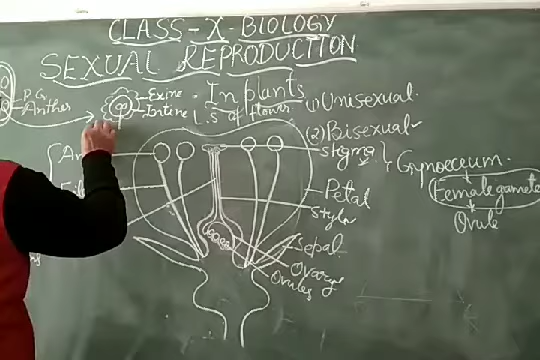 CLASS-X-BIOLOGY
SEXUAL REPRODUCTION
In plants
L.S of flower
P.G
Anther
Exine
Intine
(1) Unisexual
(2) Bisexual
Stigma
Gynoeceum
Female gamete
Ovule
Petal
Style
Sepal
Ovary
Ovules